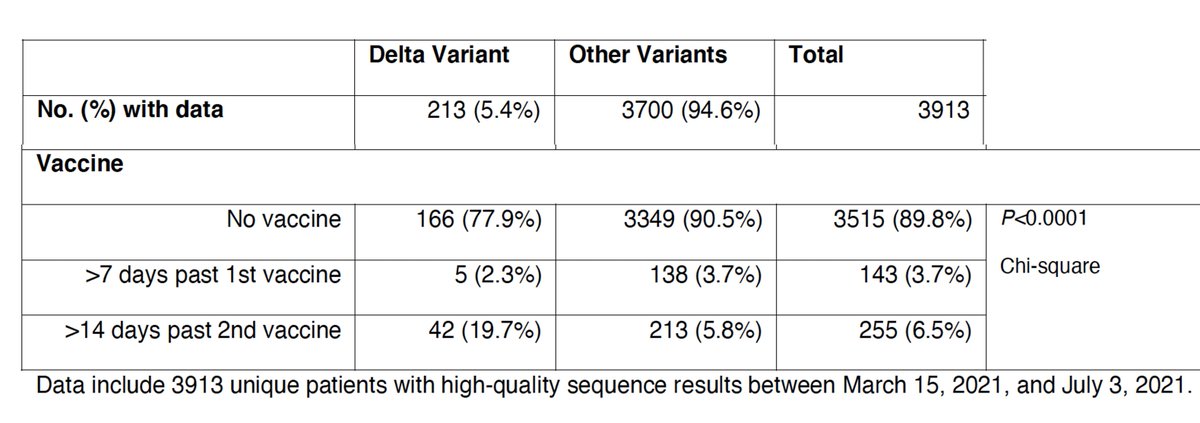 Delta Variant Other Variants Total
No. (%) with data 213 (5.4%) 3700 (94.6%) 3913
Vaccine
No vaccine 166 (77.9%) 3349 (90.5%) 3515 (89.8%) P<0.0001
Chi-square
>7 days past 1st vaccine 5 (2.3%) 138 (3.7%) 143 (3.7%)
>14 days past 2nd vaccine 42 (19.7%) 213 (5.8%) 255 (6.5%)
Data include 3913 unique patients with high-quality sequence results between March 15, 2021, and July 3, 2021.